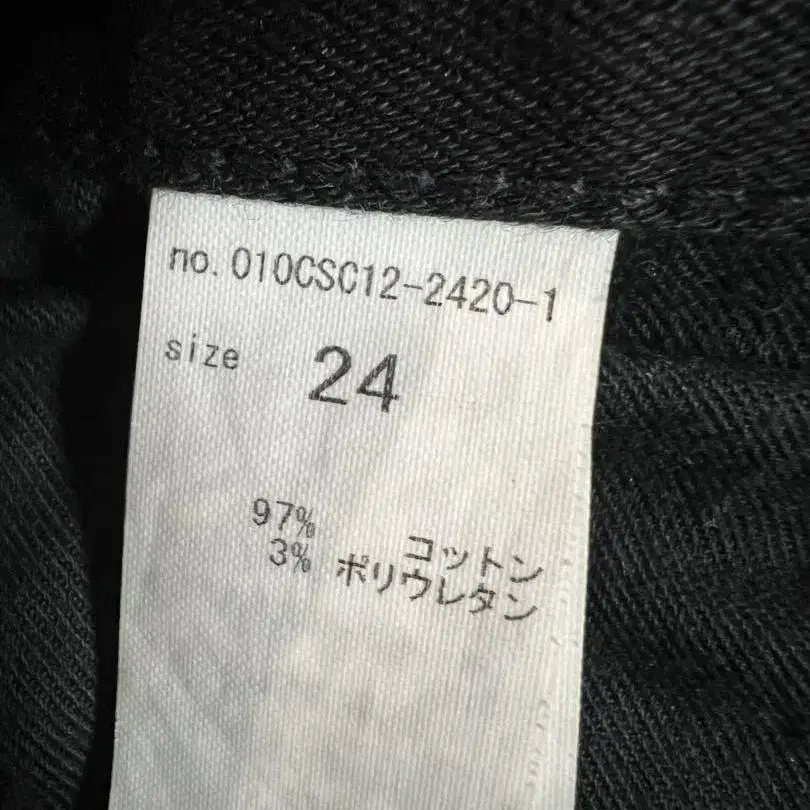 no. 010CSC12-2420-1
size 24
97% コットン
3% ポリウレタン